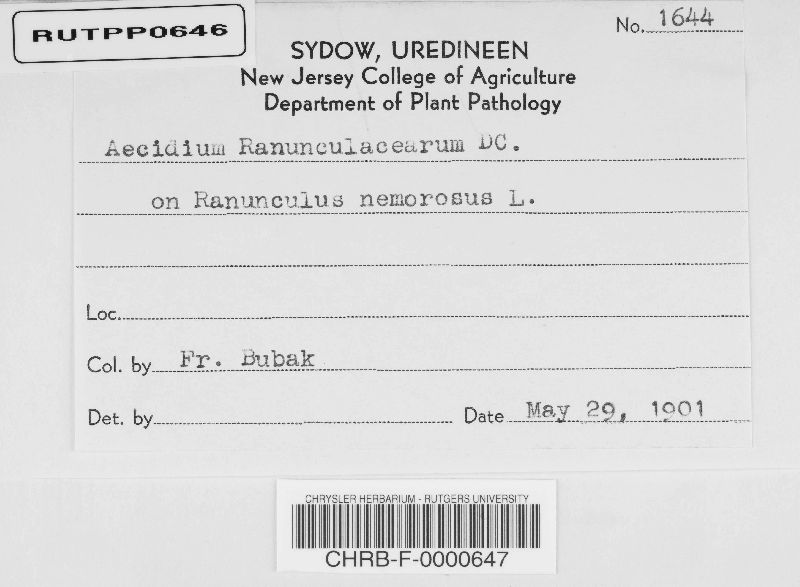 RUTPP0646
No. 1644
SYDOW, UREDINEEN
New Jersey College of Agriculture
Department of Plant Pathology
Aecidium Ranunculacearum DC.
on Ranunculus nemorosus L.
Loc.
Col. by Fr. Bubak
Det. by
Date May 29, 1901
CHRYSLER HERBARIUM - RUTGERS UNIVERSITY
CHRB-F-0000647